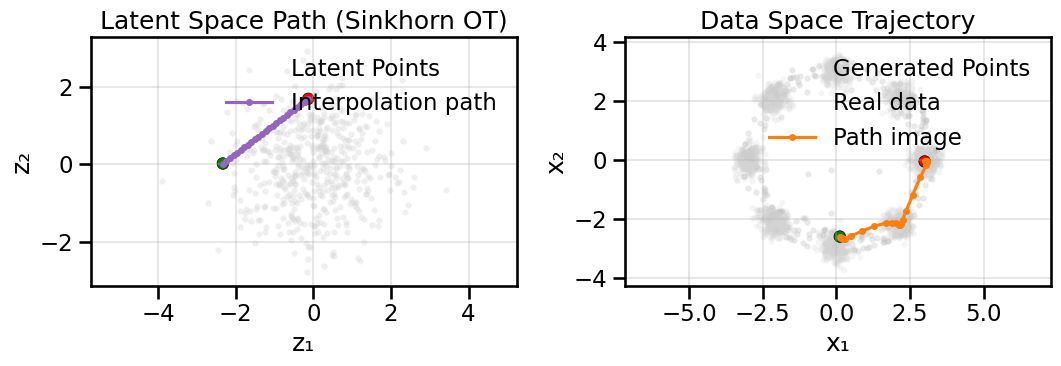 Latent Space Path (Sinkhorn OT)
Latent Points
Interpolation path
2
0
−2
−4
−2
0
2
4
z₂
z₁
Data Space Trajectory
Generated Points
Real data
Path image
4
2
0
−2
−4
−5.0
−2.5
0.0
2.5
5.0
x₂
x₁